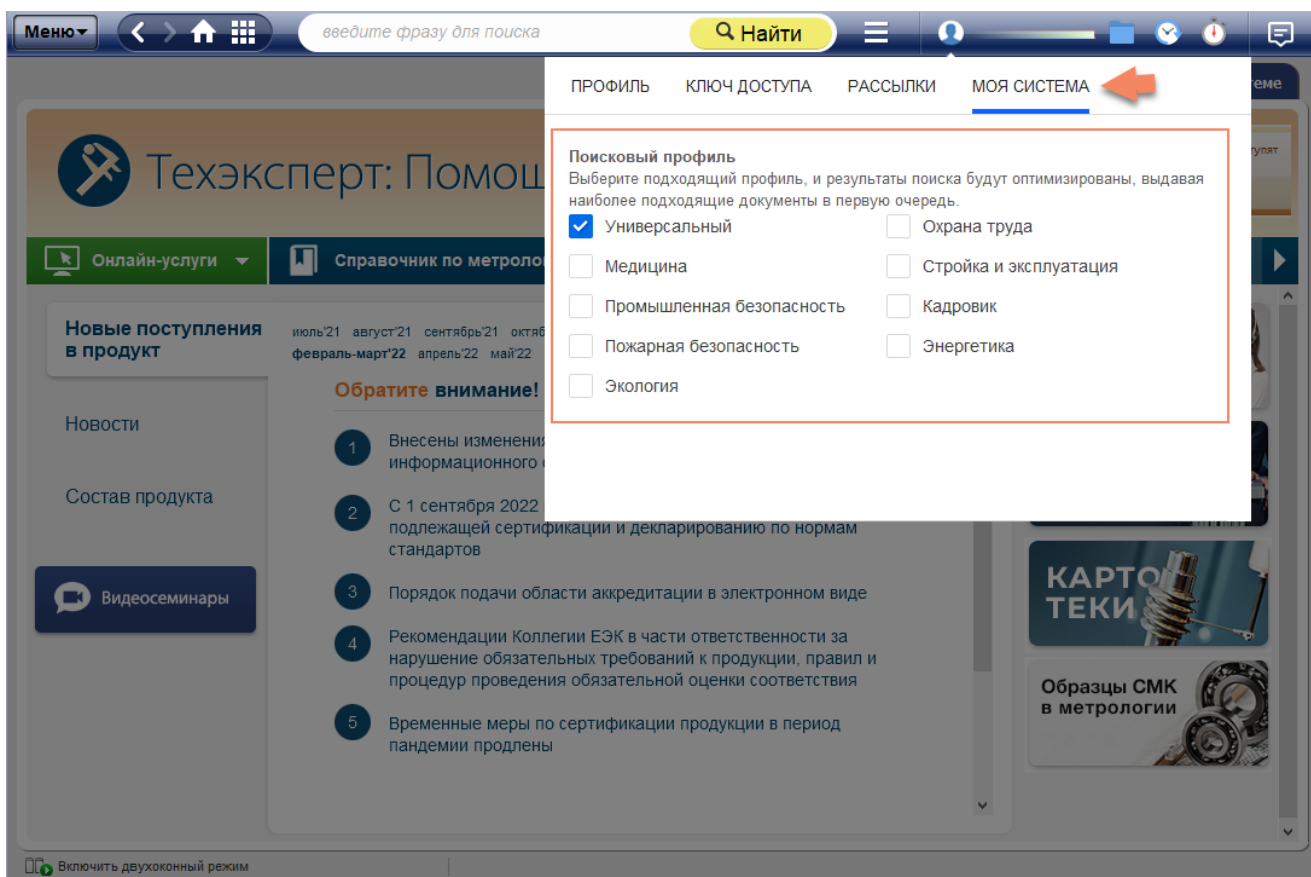 Меню
введите фразу для поиска
Найти
ПРОФИЛЬ КЛЮЧ ДОСТУПА РАССЫЛКИ МОЯ СИСТЕМА
Техэксперт:
Поисковый профиль
Выберите подходящий профиль, и результаты поиска будут оптимизированы, выдавая
наиболее подходящие документы в первую очередь.
Универсальный Охрана труда
Медицина Стройка и эксплуатация
Промышленная безопасность Кадровик
Пожарная безопасность Энергетика
Экология
Онлайн-услуги
Справочник по
Новые поступления
в продукт
Новости
Состав продукта
Видеосеминары
июль'21 август'21 сентябрь'21
февраль-март'22 апрель'22 май'22
Обратите внимание!
1 Внесены изменения
информационного
2 С 1 сентября 2022
подлежащей сертификации и декларированию по нормам
стандартов
3 Порядок подачи области аккредитации в электронном виде
4 Рекомендации Коллегии ЕЭК в части ответственности за
нарушение обязательных требований к продукции, правил и
процедур проведения обязательной оценки соответствия
5 Временные меры по сертификации продукции в период
пандемии продлены
КАРТО
ТЕКИ
Образцы СМК
в метрологии
Включить двухоконный режим